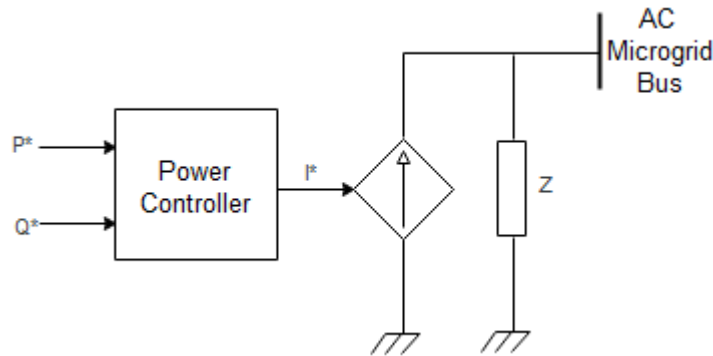 AC
Microgrid
Bus
P*
Power
Controller
I*
Q*
Z